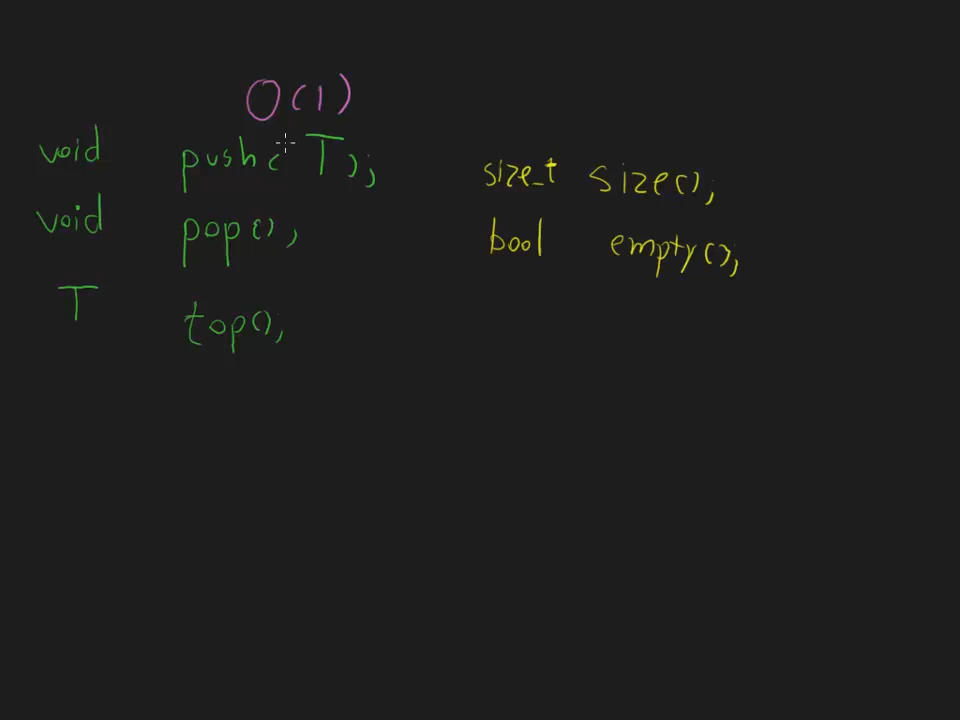 O(1)
void push(T);
void pop();
T top();
size_t size();
bool empty();